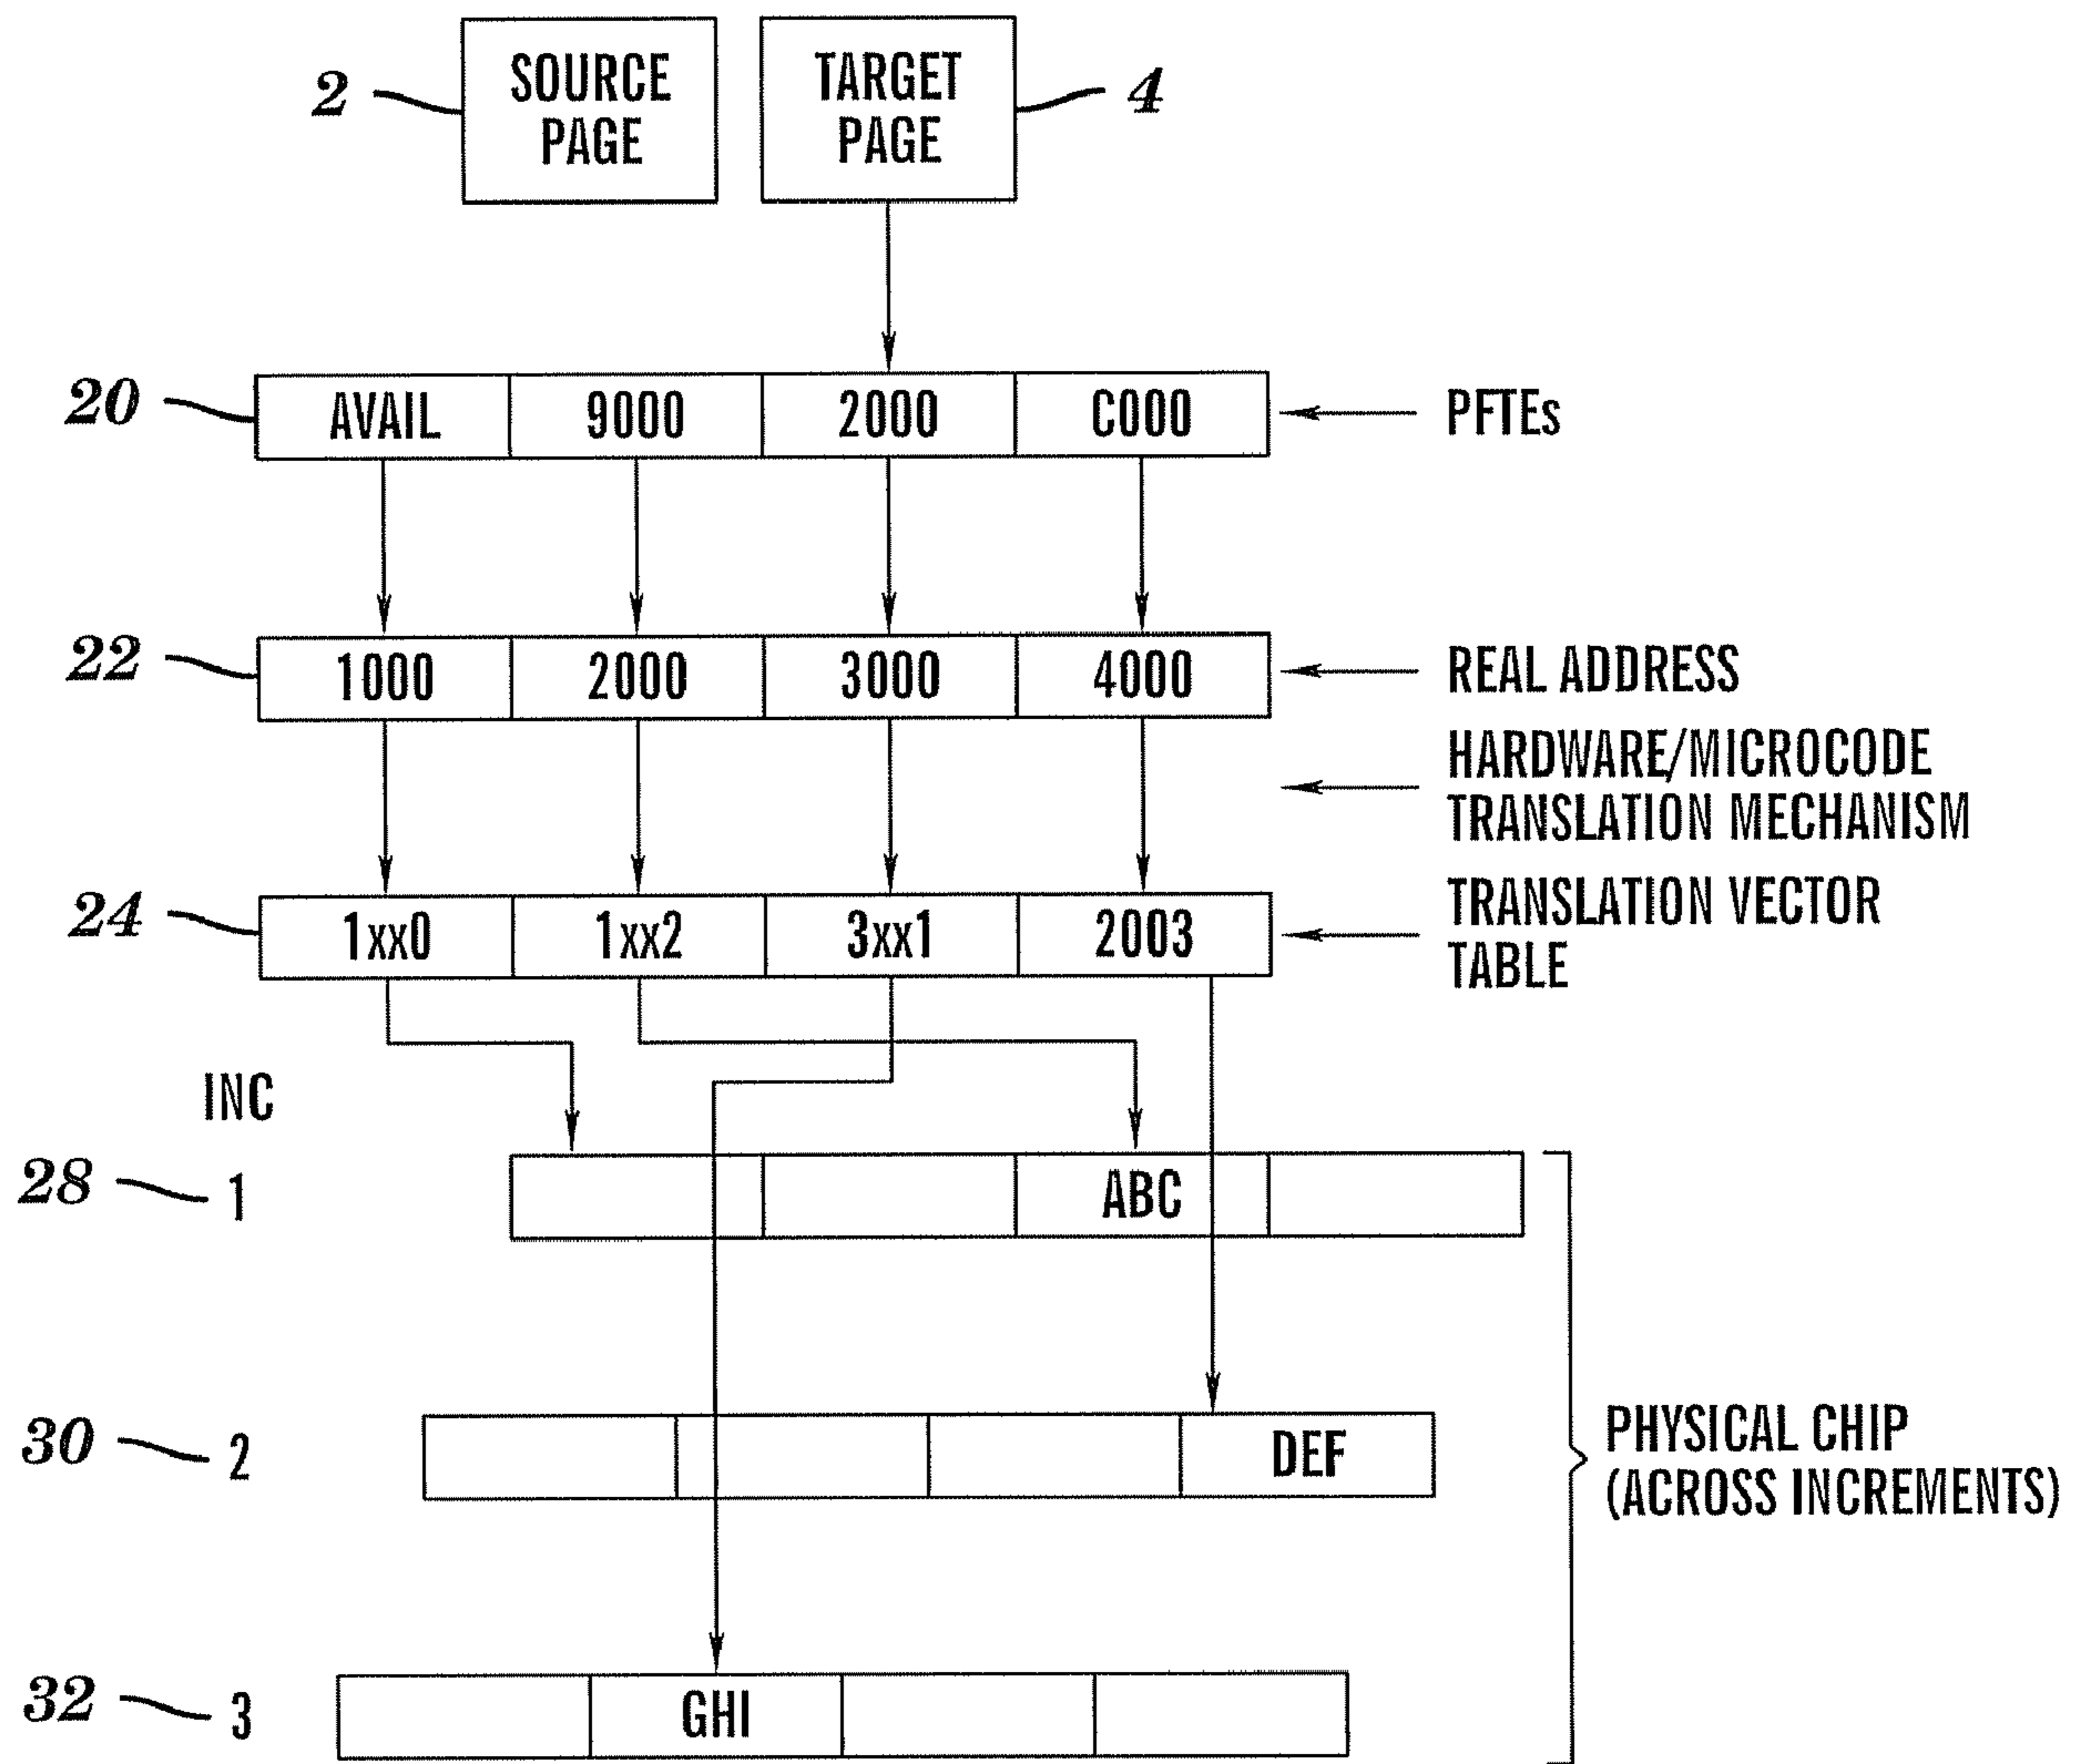 2
SOURCE
PAGE
TARGET
PAGE
4
20
AVAIL 9000 2000 C000
PFTEs
22
1000 2000 3000 4000
REAL ADDRESS
HARDWARE/MICROCODE
TRANSLATION MECHANISM
24
1xx0 1xx2 3xx1 2003
TRANSLATION VECTOR
TABLE
INC
28 1
ABC
30 2
DEF
PHYSICAL CHIP
(ACROSS INCREMENTS)
32 3
GHI